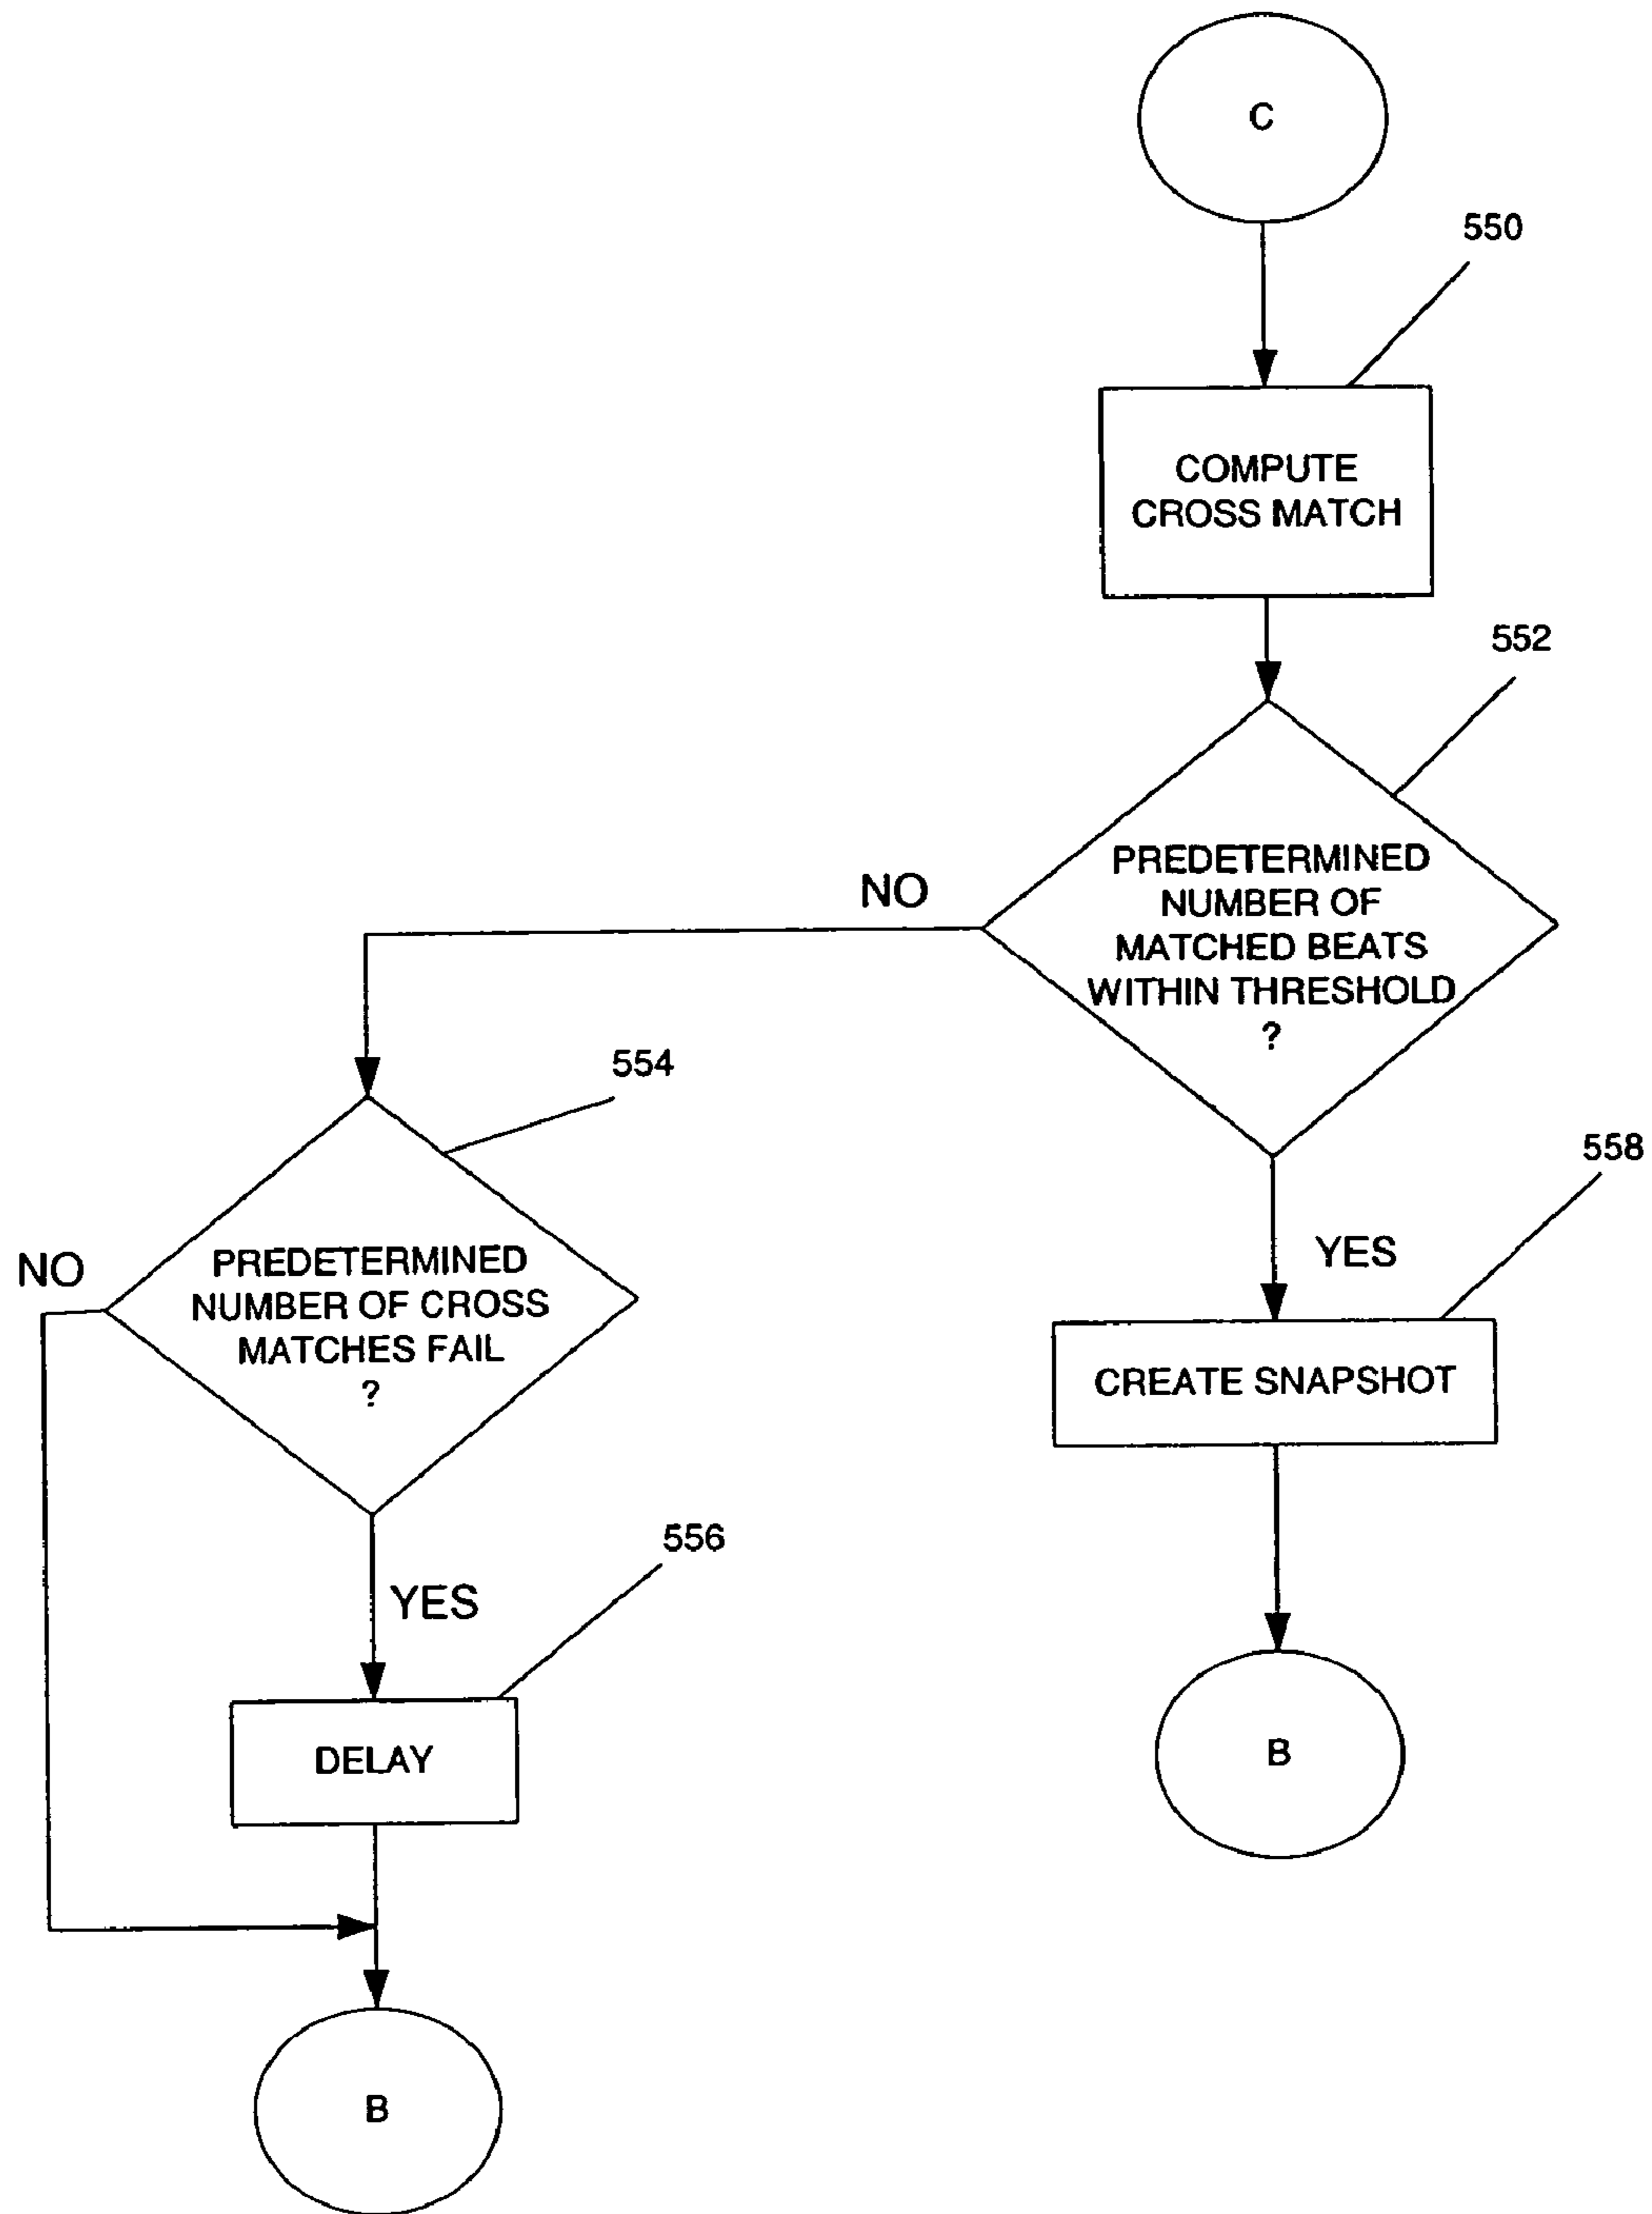 C
550
COMPUTE
CROSS MATCH
552
PREDETERMINED
NUMBER OF
MATCHED BEATS
WITHIN THRESHOLD
?
NO
554
PREDETERMINED
NUMBER OF CROSS
MATCHES FAIL
?
NO
YES
558
CREATE SNAPSHOT
YES
556
DELAY
B
B